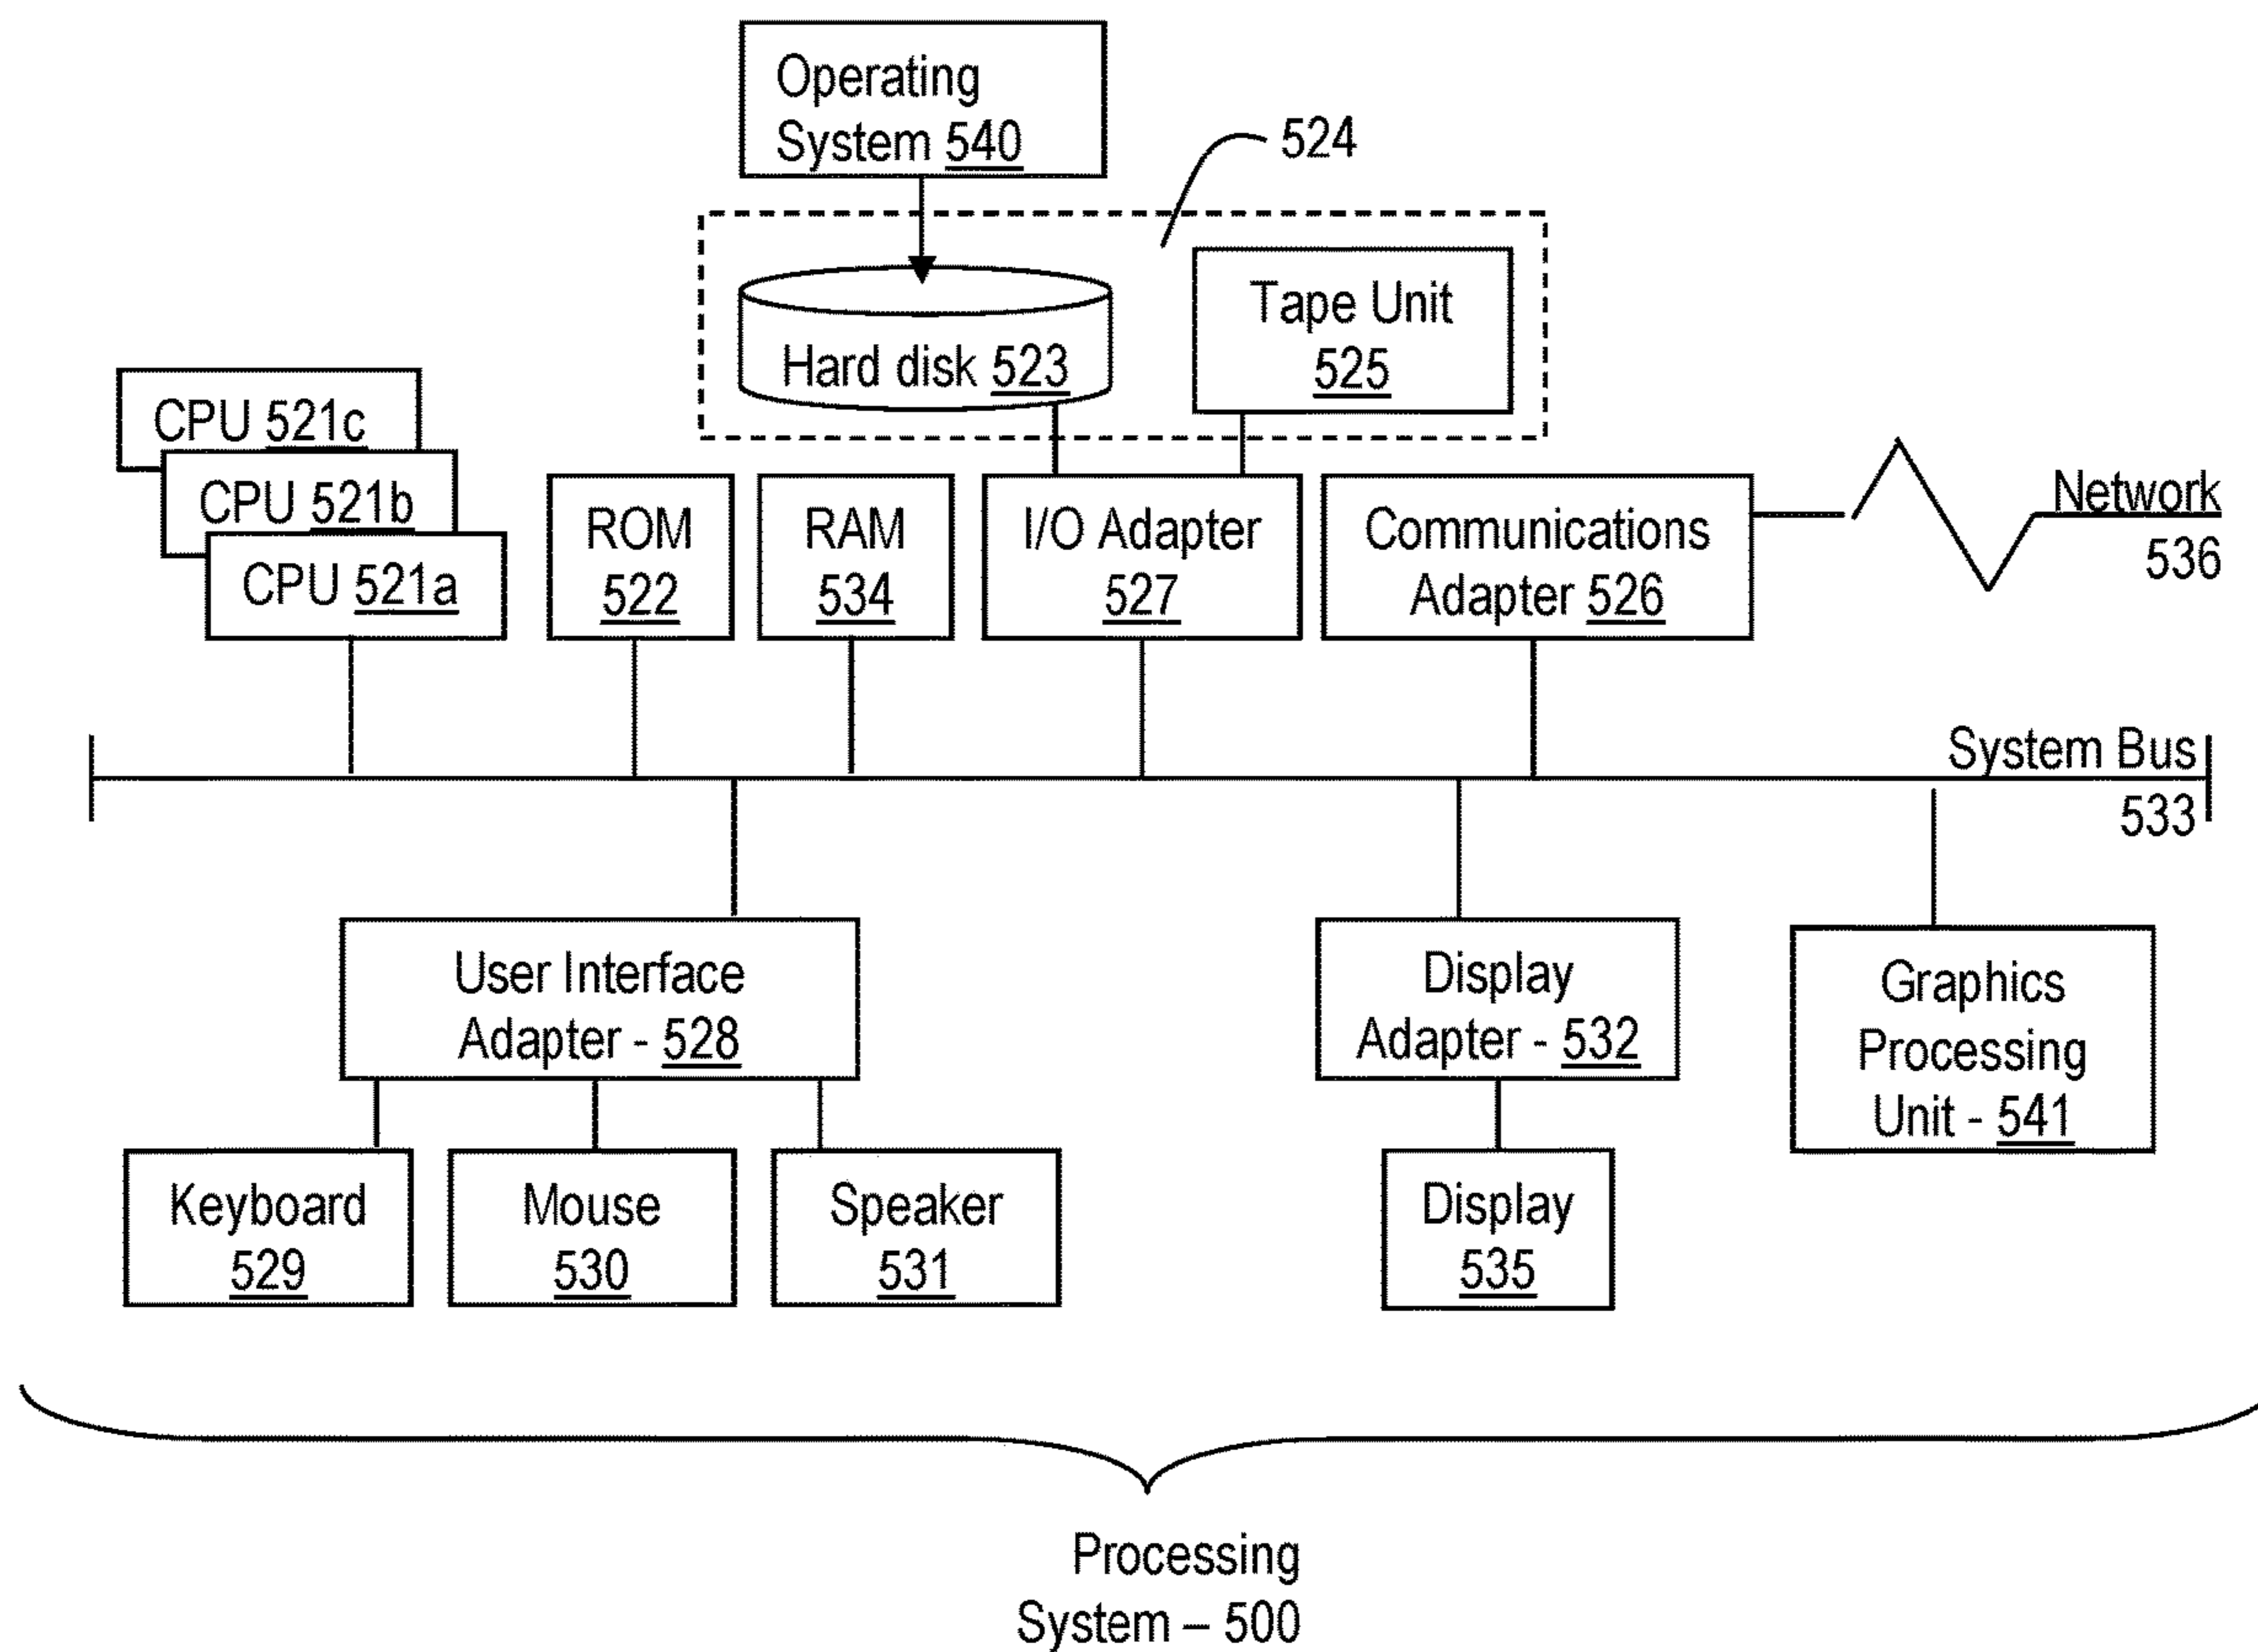 Operating
System 540
524
Hard disk 523
Tape Unit
525
CPU 521c
CPU 521b
CPU 521a
ROM
522
RAM
534
I/O Adapter
527
Communications
Adapter 526
Network
536
System Bus
533
User Interface
Adapter - 528
Display
Adapter - 532
Graphics
Processing
Unit - 541
Keyboard
529
Mouse
530
Speaker
531
Display
535
Processing
System – 500